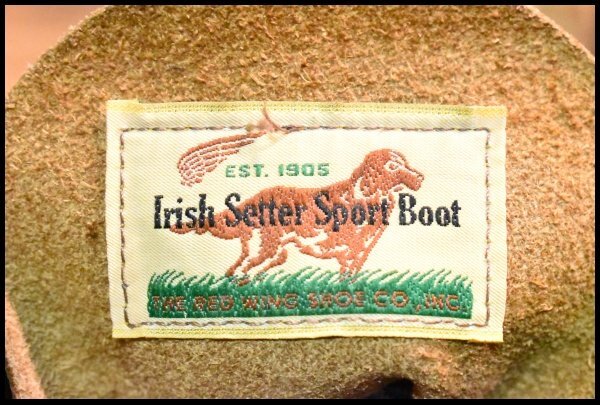 EST. 1905
Irish Setter Sport Boot
THE RED WING SHOE CO., INC.